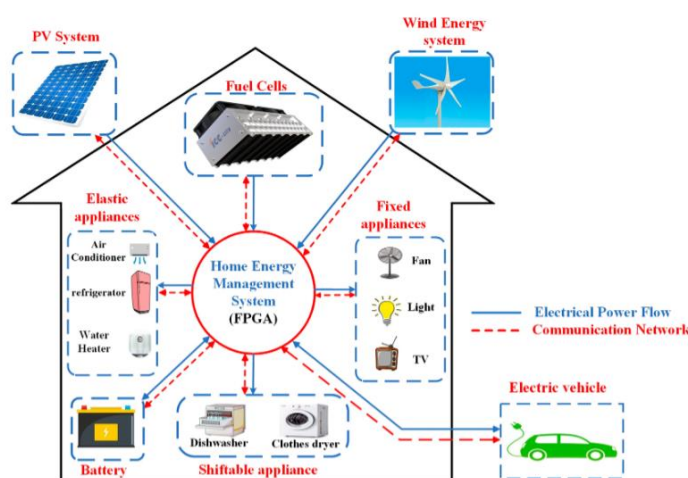 PV System
Wind Energy
system
Fuel Cells
Elastic
appliances
Air
Conditioner
refrigerator
Water
Heater
Home Energy
Management
System
(FPGA)
Fixed
appliances
Fan
Light
TV
Electrical Power Flow
Communication Network
Battery
Dishwasher
Clothes dryer
Shiftable appliance
Electric vehicle